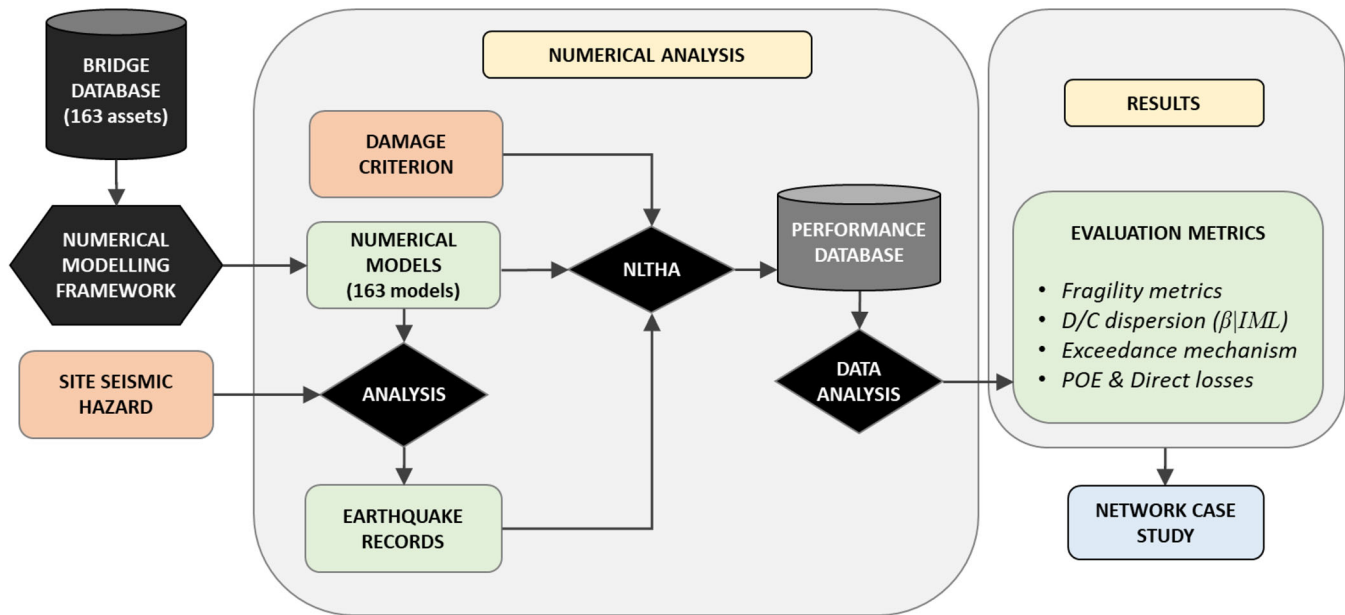 BRIDGE
DATABASE
(163 assets)
NUMERICAL
MODELLING
FRAMEWORK
SITE SEISMIC
HAZARD
NUMERICAL ANALYSIS
DAMAGE
CRITERION
NUMERICAL
MODELS
(163 models)
ANALYSIS
EARTHQUAKE
RECORDS
NLTHA
PERFORMANCE
DATABASE
DATA
ANALYSIS
RESULTS
EVALUATION METRICS
• Fragility metrics
• D/C dispersion (β|IML)
• Exceedance mechanism
• POE & Direct losses
NETWORK CASE
STUDY